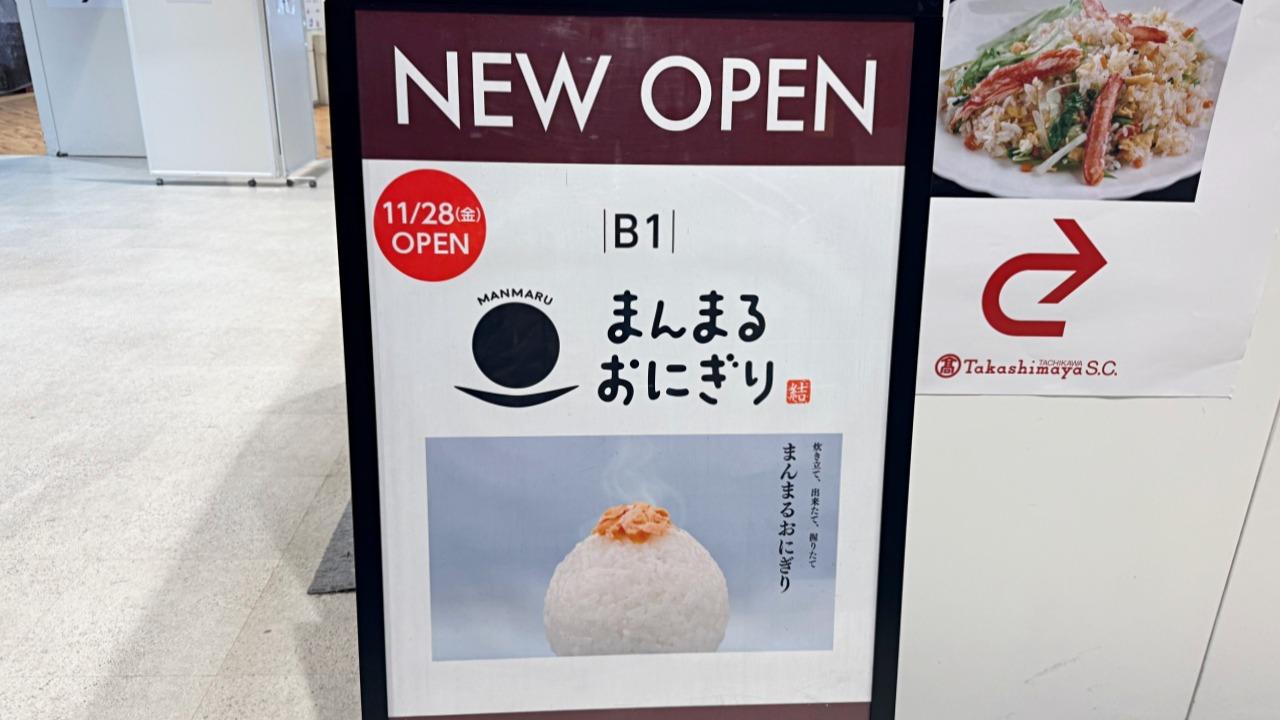 NEW OPEN
11/28(金)
OPEN
B1
MANMARU
まんまる
おにぎり
結
炊き立て、出来たて、握りたて
まんまるおにぎり
髙 Takashimaya S.C.
TACHIKAWA